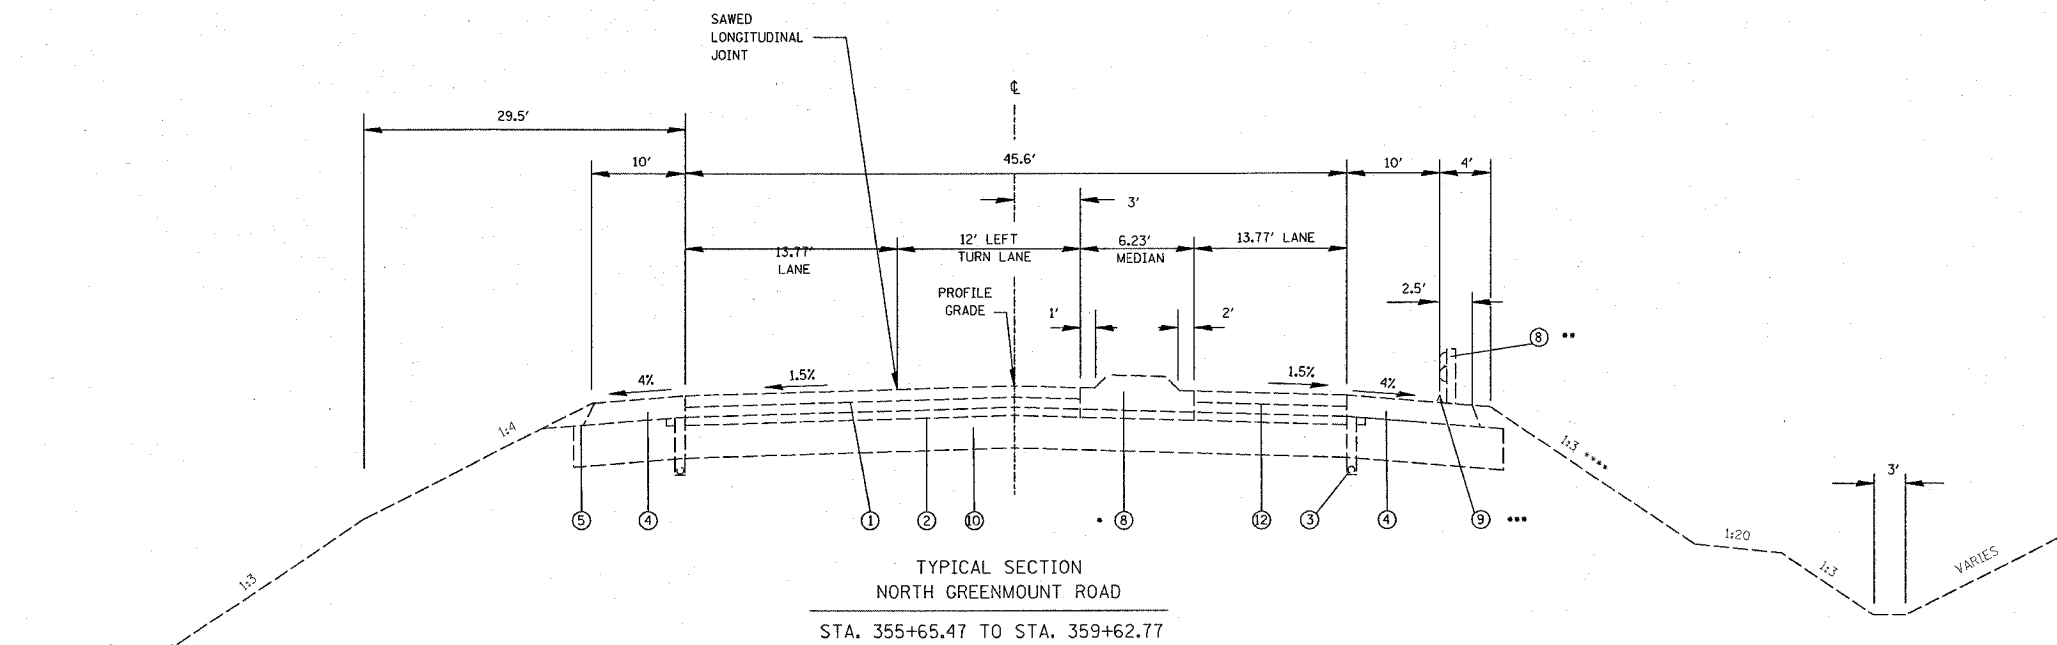 SAWED
LONGITUDINAL
JOINT
℄
29.5'
10'
45.6'
10'
4'
3'
13.77'
LANE
12' LEFT
TURN LANE
6.23'
MEDIAN
13.77' LANE
PROFILE
GRADE
1'
2'
2.5'
8 **
4%
1.5%
1.5%
4%
1:4
1:3
1:3 ****
1:20
1:3
3'
VARIES
5
4
1
2
10
* 8
12
3
4
9 ***
TYPICAL SECTION
NORTH GREENMOUNT ROAD
STA. 355+65.47 TO STA. 359+62.77